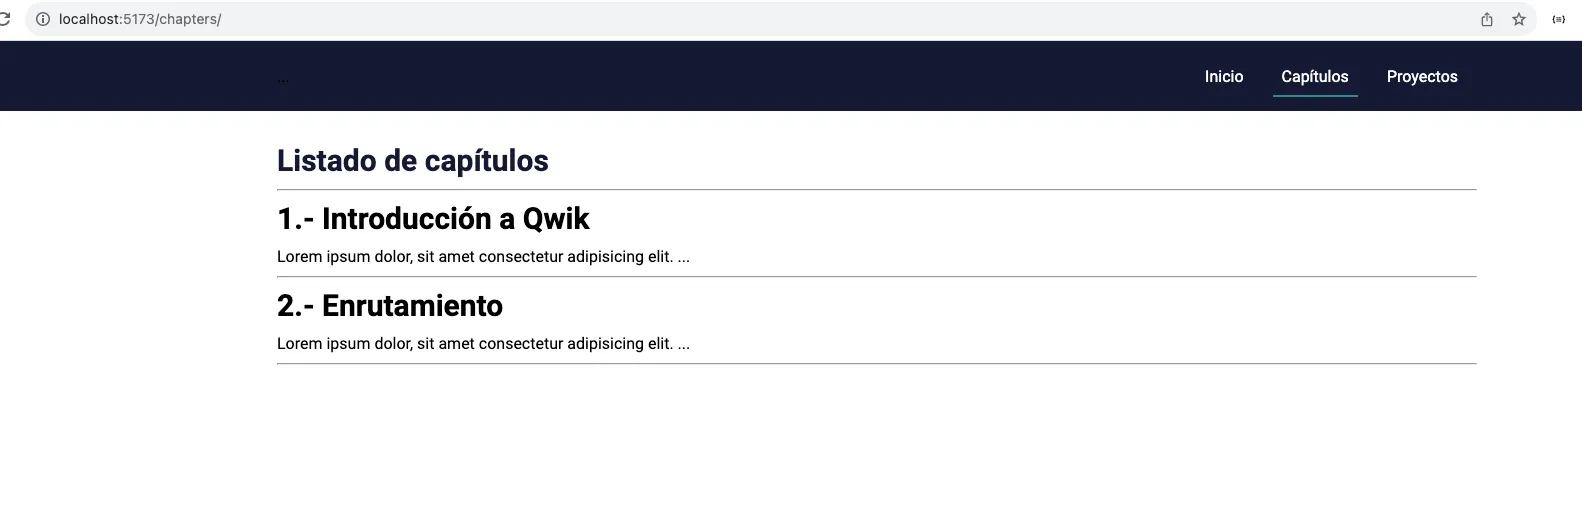 localhost:5173/chapters/
...
Inicio Capítulos Proyectos
Listado de capítulos
1.- Introducción a Qwik
Lorem ipsum dolor, sit amet consectetur adipisicing elit. ...
2.- Enrutamiento
Lorem ipsum dolor, sit amet consectetur adipisicing elit. ...